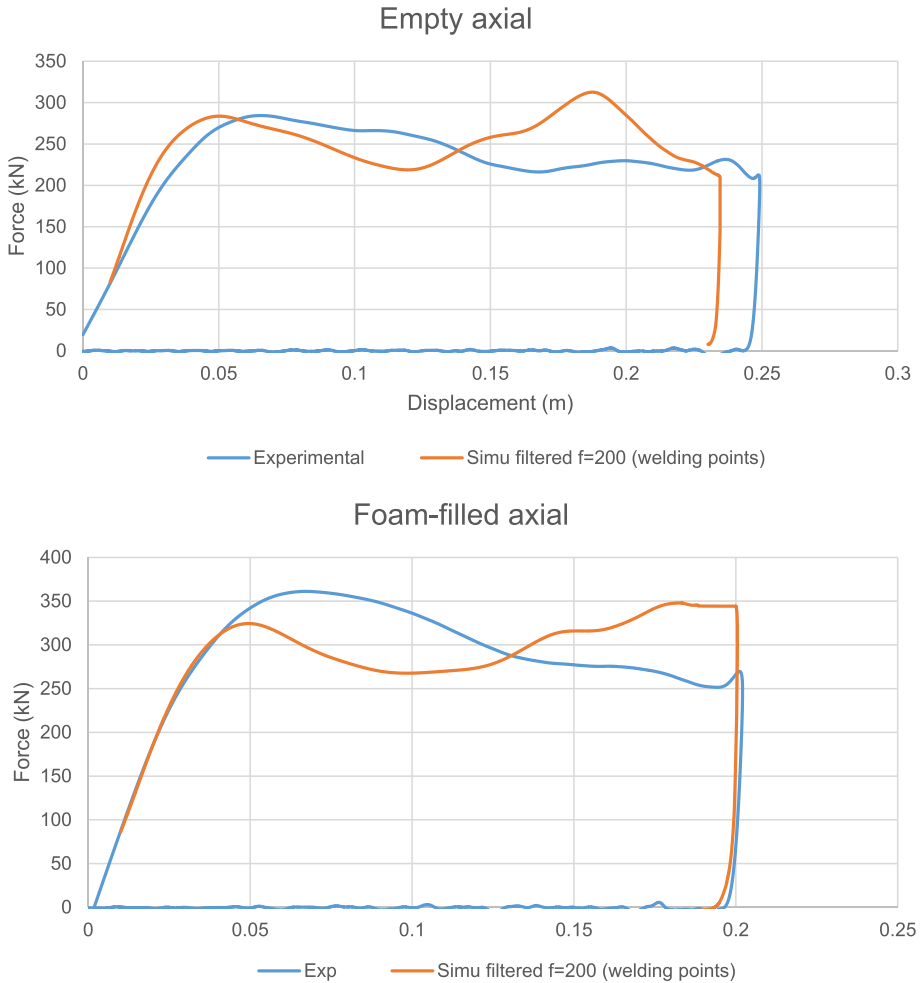 Empty axial
350
300
250
200
150
100
50
0
Force (kN)
0 0.05 0.1 0.15 0.2 0.25 0.3
Displacement (m)
Experimental Simu filtered f=200 (welding points)
Foam-filled axial
400
350
300
250
200
150
100
50
0
Force (kN)
0 0.05 0.1 0.15 0.2 0.25
Exp Simu filtered f=200 (welding points)